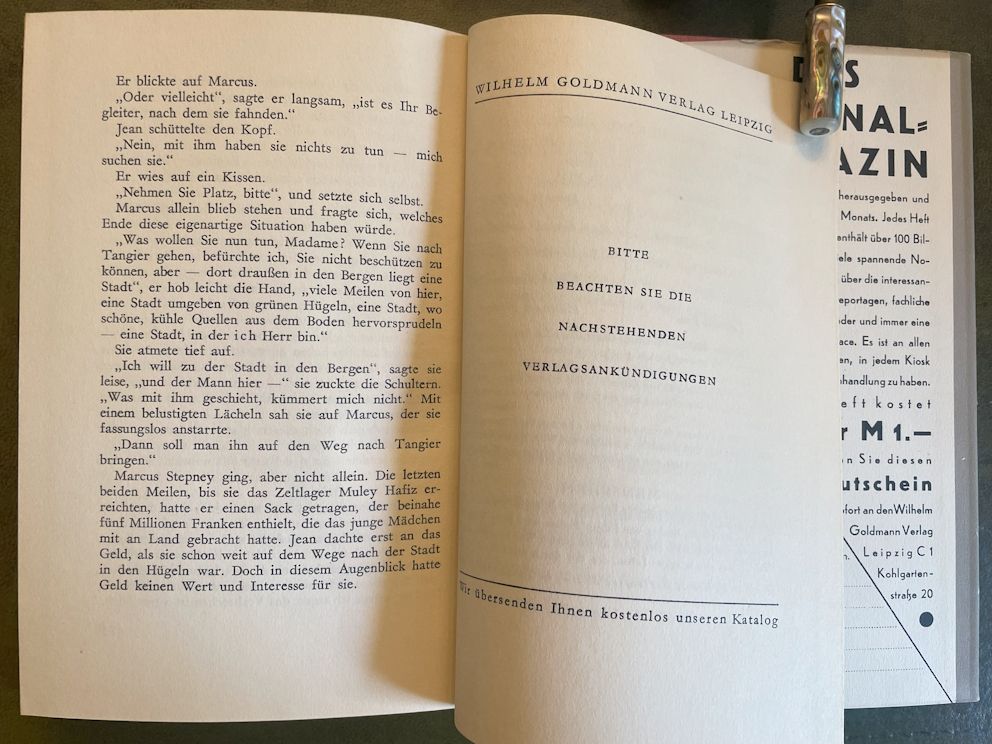 Er blickte auf Marcus.
„Oder vielleicht“, sagte er langsam, „ist es Ihr Be-
gleiter, nach dem sie fahnden.“
Jean schüttelte den Kopf.
„Nein, mit ihm haben sie nichts zu tun — mich
suchen sie.“
Er wies auf ein Kissen.
„Nehmen Sie Platz, bitte“, und setzte sich selbst.
Marcus allein blieb stehen und fragte sich, welches
Ende diese eigenartige Situation haben würde.
„Was wollen Sie nun tun, Madame? Wenn Sie nach
Tangier gehen, befürchte ich, Sie nicht beschützen zu
können, aber — dort draußen in den Bergen liegt eine
Stadt“, er hob leicht die Hand, „viele Meilen von hier,
eine Stadt umgeben von grünen Hügeln, eine Stadt, wo
schöne, kühle Quellen aus dem Boden hervorsprudeln
— eine Stadt, in der ich Herr bin.“
Sie atmete tief auf.
„Ich will zu der Stadt in den Bergen“, sagte sie
leise, „und der Mann hier —“ sie zuckte die Schultern.
„Was mit ihm geschieht, kümmert mich nicht.“ Mit
einem belustigten Lächeln sah sie auf Marcus, der sie
fassungslos anstarrte.
„Dann soll man ihn auf den Weg nach Tangier
bringen.“
Marcus Stepney ging, aber nicht allein. Die letzten
beiden Meilen, bis sie das Zeltlager Muley Hafiz er-
reichten, hatte er einen Sack getragen, der beinahe
fünf Millionen Franken enthielt, die das junge Mädchen
mit an Land gebracht hatte. Jean dachte erst an das
Geld, als sie schon weit auf dem Wege nach der Stadt
in den Hügeln war. Doch in diesem Augenblick hatte
Geld keinen Wert und Interesse für sie.
WILHELM GOLDMANN VERLAG LEIPZIG
BITTE
BEACHTEN SIE DIE
NACHSTEHENDEN
VERLAGSANKÜNDIGUNGEN
Wir übersenden Ihnen kostenlos unseren Katalog
NAL=
AZIN
herausgegeben und
Monats. Jedes Heft
enthält über 100 Bil-
spannende No-
über die interessan-
eportagen, fachliche
der und immer eine
ace. Es ist an allen
en, in jedem Kiosk
hhandlung zu haben.
eft kostet
r M 1.—
n Sie diesen
utschein
ofort an den Wilhelm
Goldmann Verlag
Leipzig C 1
Kohlgarten-
straße 20